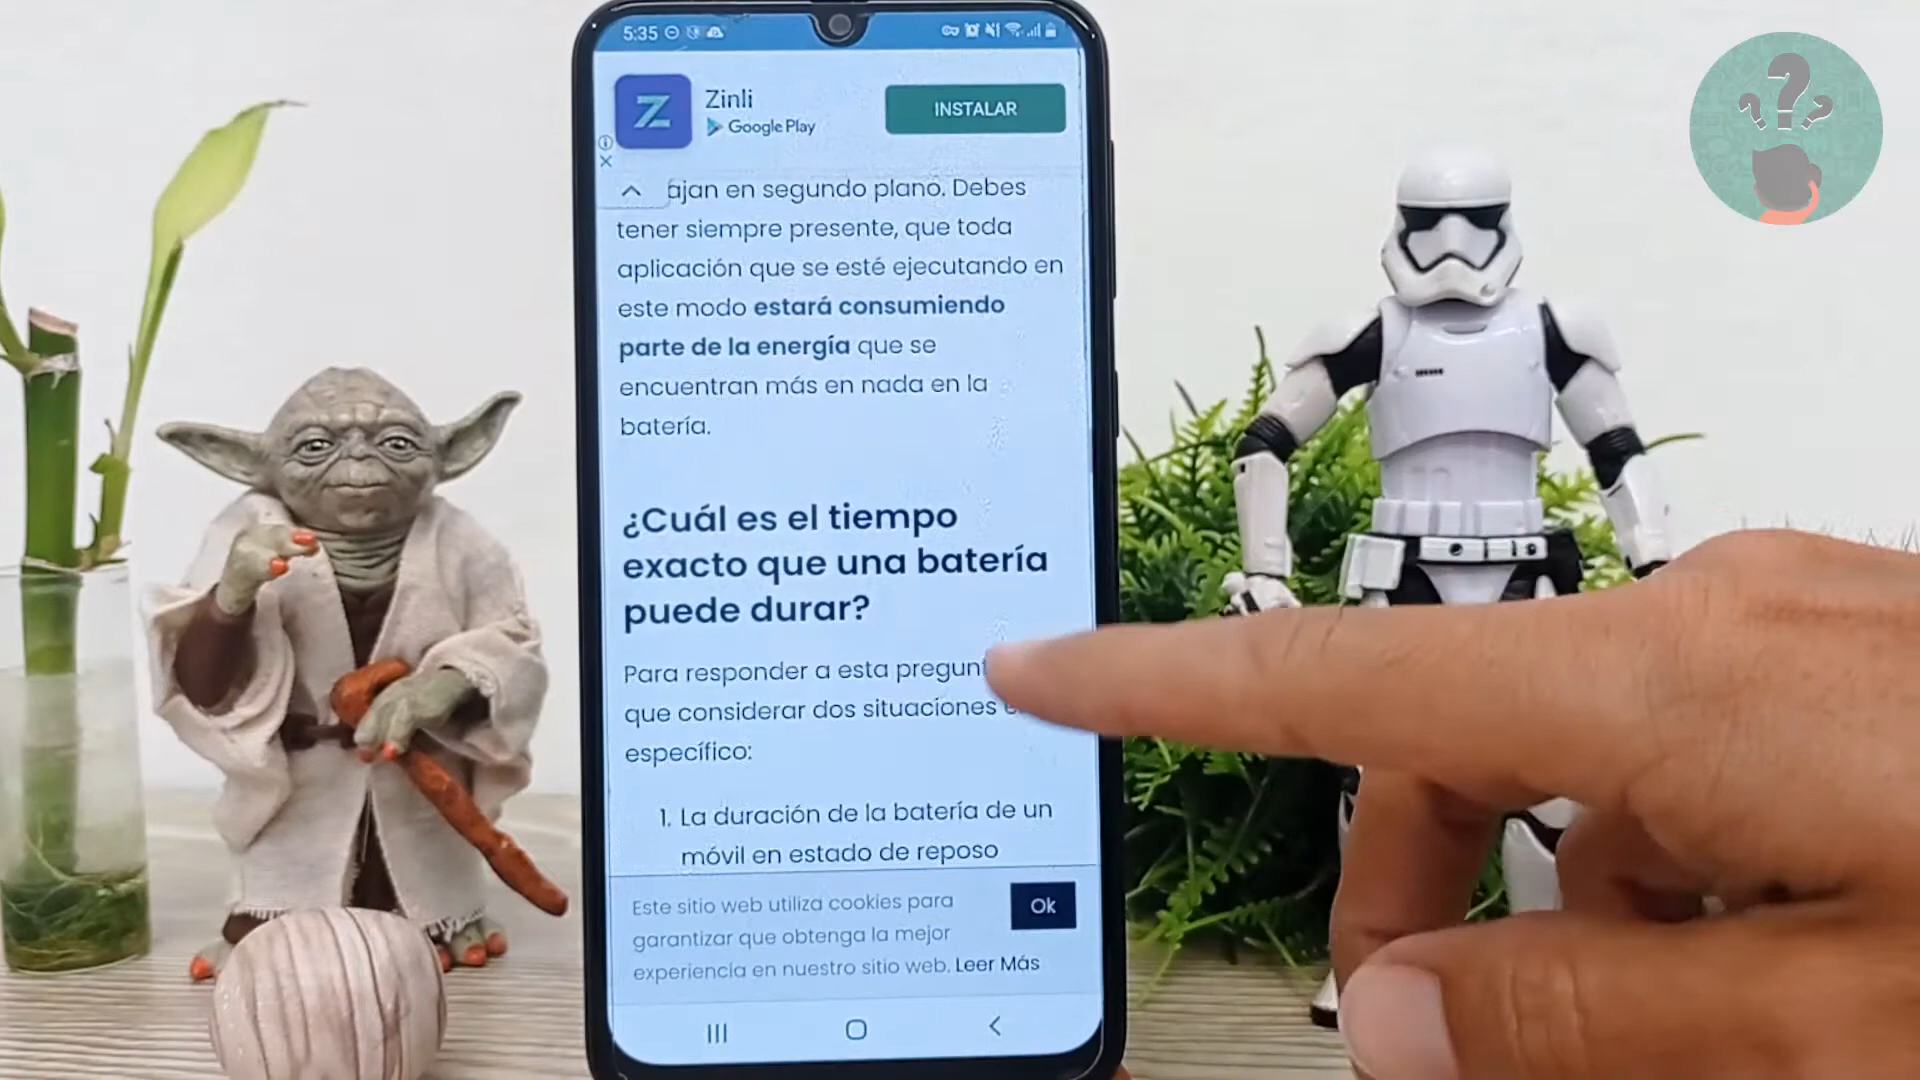 5:35
Zinli
Google Play
INSTALAR
ajan en segundo plano. Debes
tener siempre presente, que toda
aplicación que se esté ejecutando en
este modo estará consumiendo
parte de la energía que se
encuentran más en nada en la
batería.
¿Cuál es el tiempo
exacto que una batería
puede durar?
Para responder a esta pregunt
que considerar dos situaciones
específico:
1. La duración de la batería de un
móvil en estado de reposo
Este sitio web utiliza cookies para
garantizar que obtenga la mejor
experiencia en nuestro sitio web. Leer Más
Ok